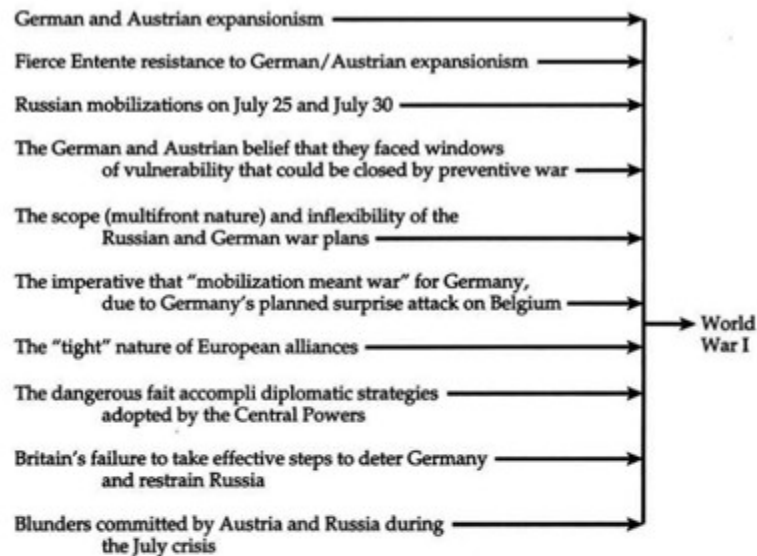 German and Austrian expansionism
Fierce Entente resistance to German/Austrian expansionism
Russian mobilizations on July 25 and July 30
The German and Austrian belief that they faced windows
of vulnerability that could be closed by preventive war
The scope (multifront nature) and inflexibility of the
Russian and German war plans
The imperative that “mobilization meant war” for Germany,
due to Germany’s planned surprise attack on Belgium
World
War I
The “tight” nature of European alliances
The dangerous fait accompli diplomatic strategies
adopted by the Central Powers
Britain’s failure to take effective steps to deter Germany
and restrain Russia
Blunders committed by Austria and Russia during
the July crisis